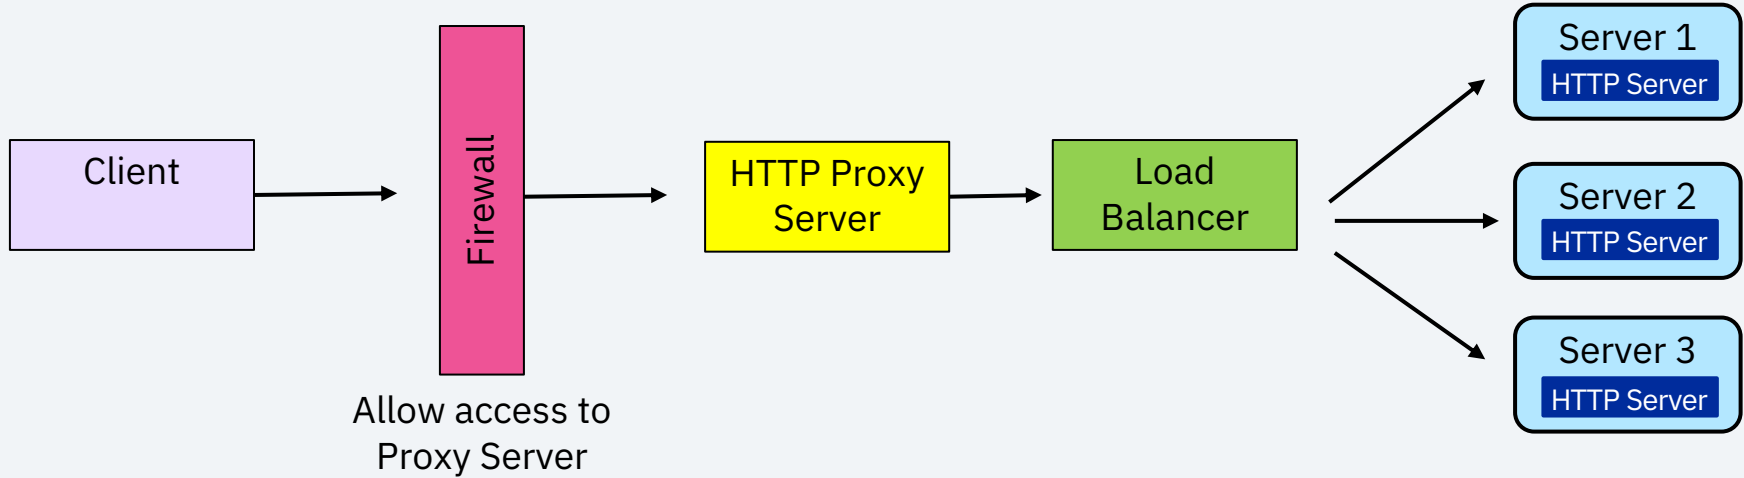 Client
Firewall
Allow access to
Proxy Server
HTTP Proxy
Server
Load
Balancer
Server 1
HTTP Server
Server 2
HTTP Server
Server 3
HTTP Server